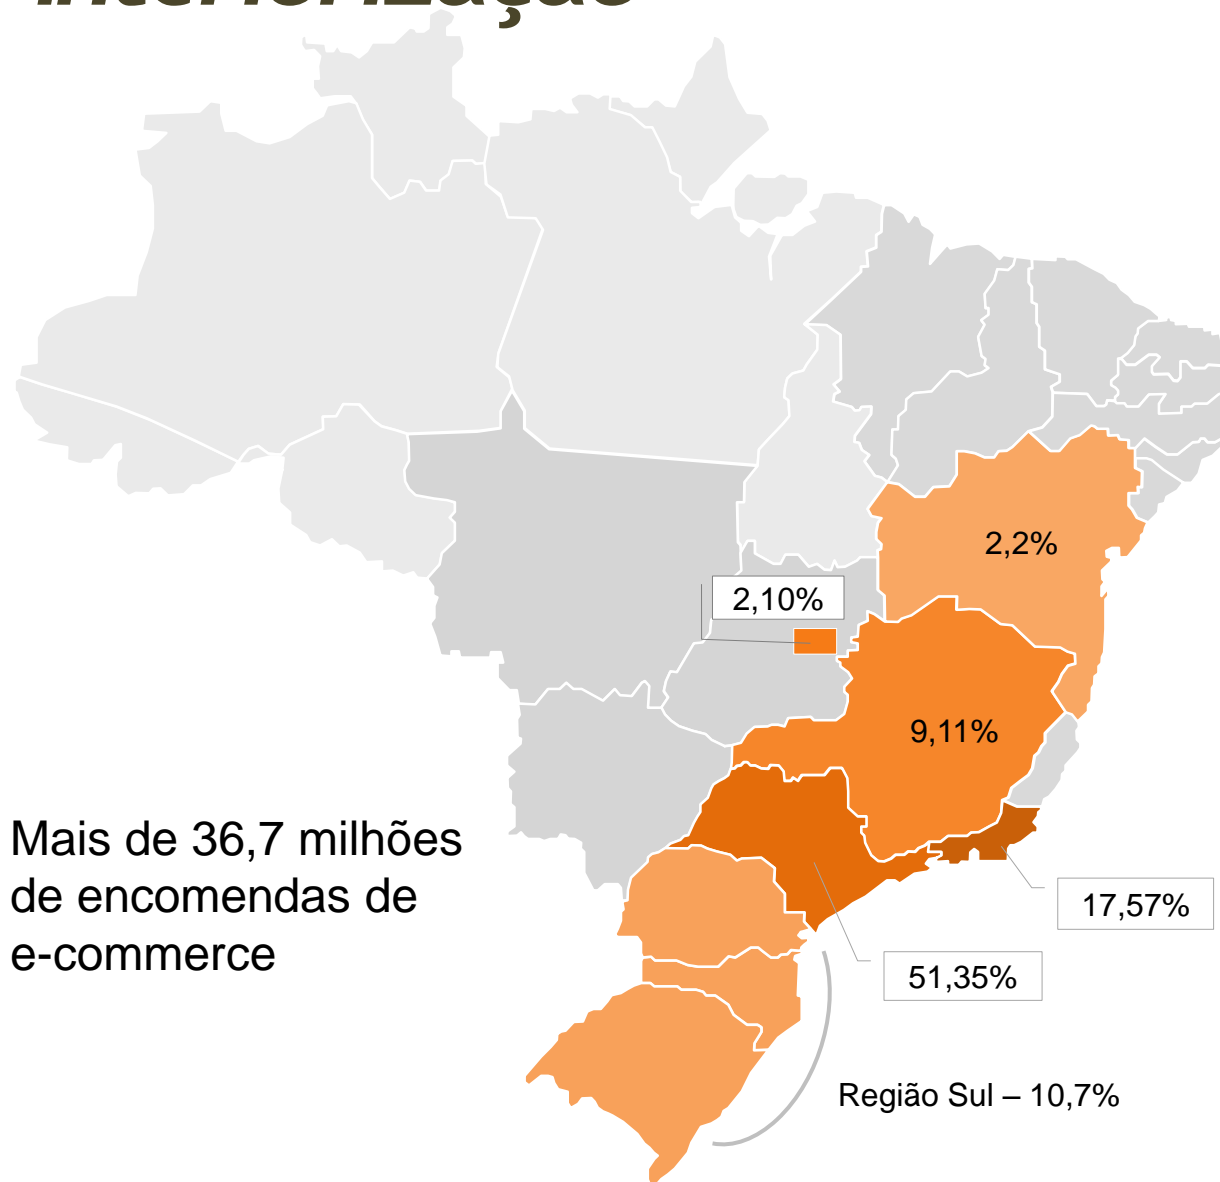 interiorização
2,2%
2,10%
9,11%
Mais de 36,7 milhões
de encomendas de
e-commerce
17,57%
51,35%
Região Sul – 10,7%